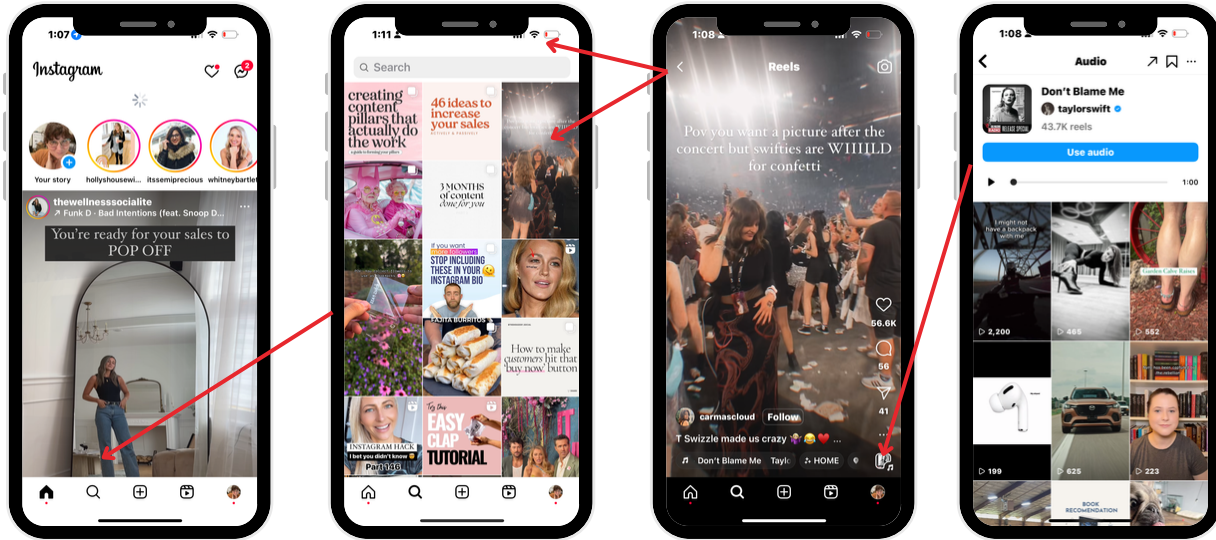 1:07
Instagram
2
Your story
hollyshousewi...
itssemiprecious
whitneybartlet
thewellnesssocialite
Funk D · Bad Intentions (feat. Snoop D...
You're ready for your sales to
POP OFF
1:11
Search
creating
content
pillars that
actually do
the work
46 ideas to
increase
your sales
3 MONTHS
of content
done for you
If you want
more followers
STOP INCLUDING
THESE IN YOUR
INSTAGRAM BIO
FAJITA BURRITOS
How to make
customers hit that
'buy now' button
INSTAGRAM HACK
I bet you didn't know
Part 146
Try this
EASY
CLAP
TUTORIAL
1:08
Reels
Pov you want a picture after the
concert but swifties are WIIIILD
for confetti
56.6K
56
41
carmascloud
Follow
T Swizzle made us crazy ...
Don't Blame Me Taylo
HOME
1:08
Audio
Don't Blame Me
taylorswift
43.7K reels
RELEASE SPECIAL
Use audio
1:00
I might not
have a backpack
with me
2,200
465
Garden Calve Raises
552
199
625
223
BOOK
RECOMENDATION